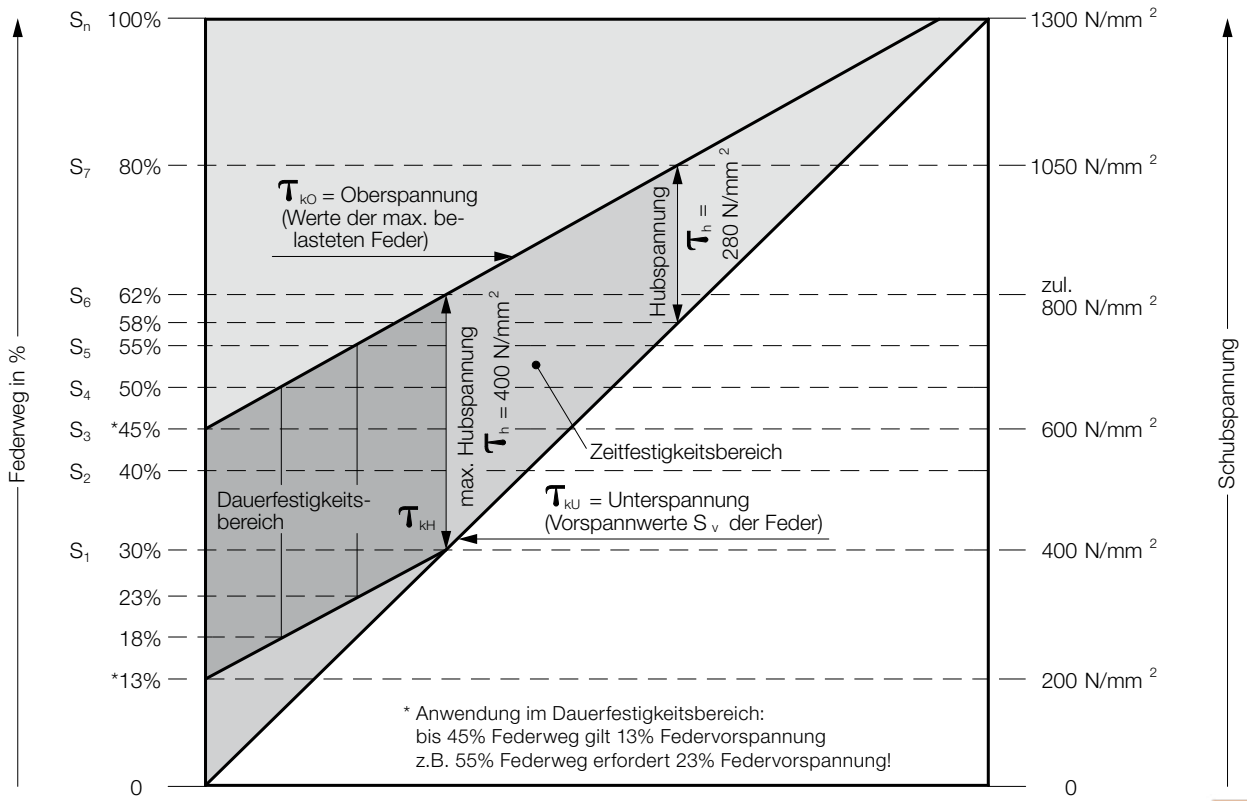 Sn 100%
1300 N/mm 2
S7 80%
1050 N/mm 2
τkO = Oberspannung
(Werte der max. be-
lasteten Feder)
Hubspannung
τh =
280 N/mm 2
S6 62%
zul.
800 N/mm 2
58%
S5 55%
S4 50%
max. Hubspannung
τh = 400 N/mm 2
S3 *45%
600 N/mm 2
Zeitfestigkeitsbereich
S2 40%
Dauerfestigkeits-
bereich
τkH
τkU = Unterspannung
(Vorspannwerte Sv der Feder)
S1 30%
400 N/mm 2
23%
18%
*13%
200 N/mm 2
* Anwendung im Dauerfestigkeitsbereich:
bis 45% Federweg gilt 13% Federvorspannung
z.B. 55% Federweg erfordert 23% Federvorspannung!
0
0
Federweg in %
Schubspannung